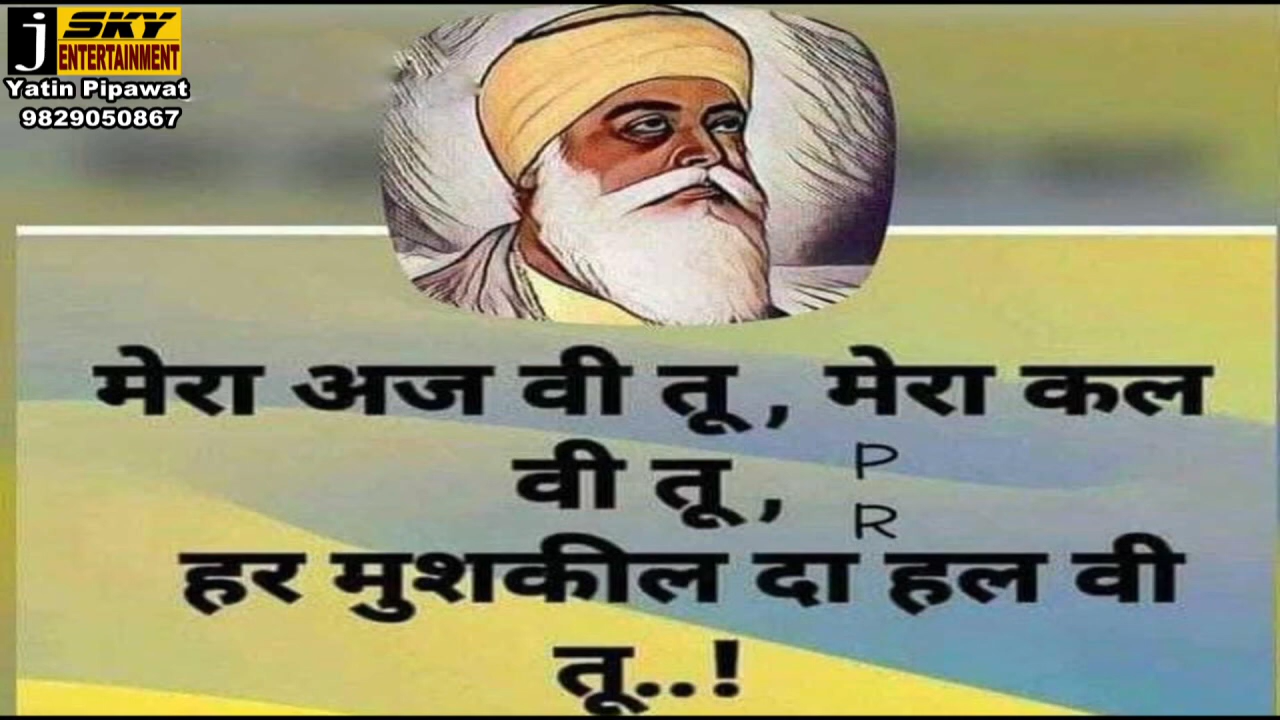 j SKY
ENTERTAINMENT
Yatin Pipawat
9829050867
मेरा अज वी तू , मेरा कल
वी तू ,
P
R
हर मुशकील दा हल वी
तू..!